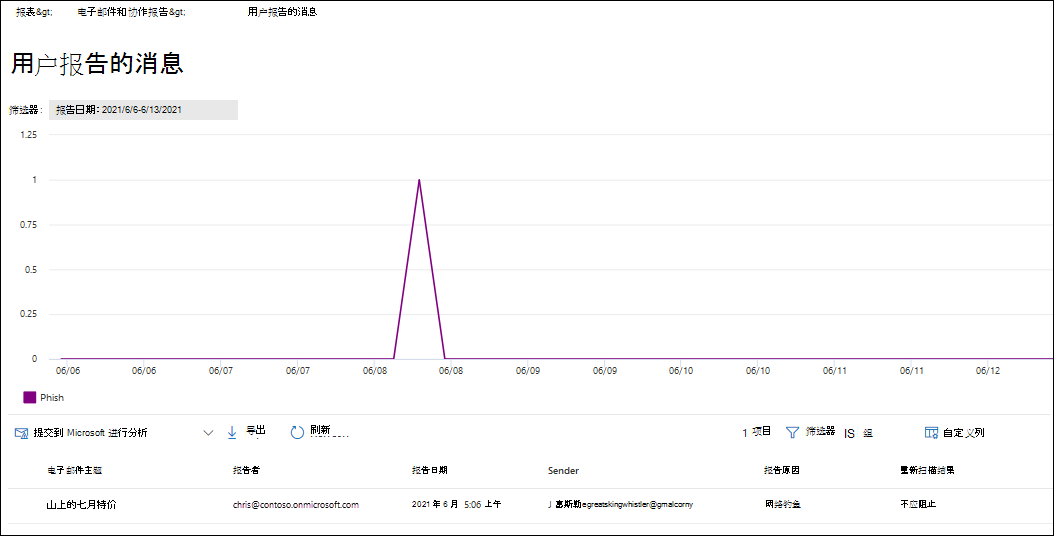 报表&gt; 电子邮件和协作报告&gt; 用户报告的消息
用户报告的消息
筛选器: 报告日期: 2021/6/6-6/13/2021
1.25
1
0.75
0.5
0.25
0
06/06 06/06 06/07 06/07 06/08 06/08 06/09 06/09 06/10 06/10 06/11 06/11 06/12
Phish
提交到 Microsoft 进行分析 导出 刷新 1 项目 筛选器 IS 组 自定义列
电子邮件主题 报告者 报告日期 Sender 报告原因 重新扫描结果
山上的七月特价 chris@contoso.onmicrosoft.com 2021 年 6 月 5:06 上午 J 惠斯勒egreatskingwhistler@gmalcorny 网络钓鱼 不应阻止